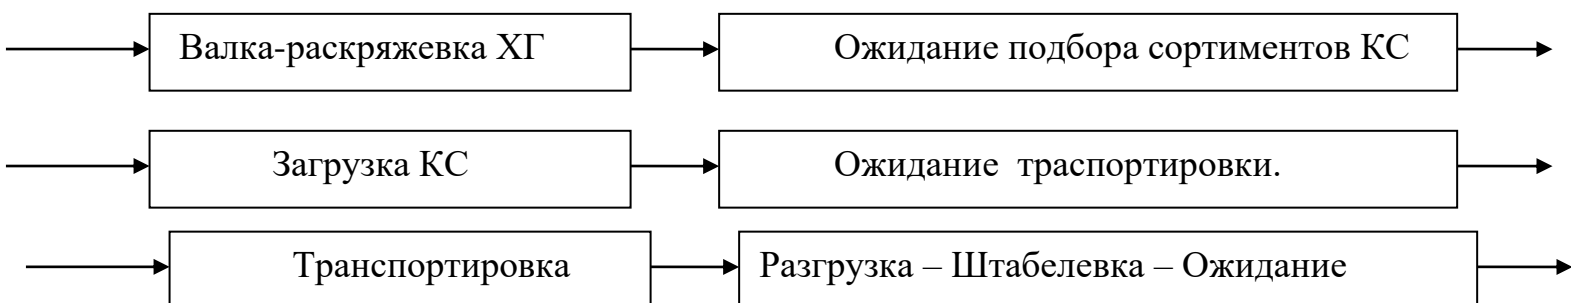 Валка-раскряжевка ХГ
Ожидание подбора сортиментов КС
Загрузка КС
Ожидание траспортировки.
Транспортировка
Разгрузка – Штабелевка – Ожидание